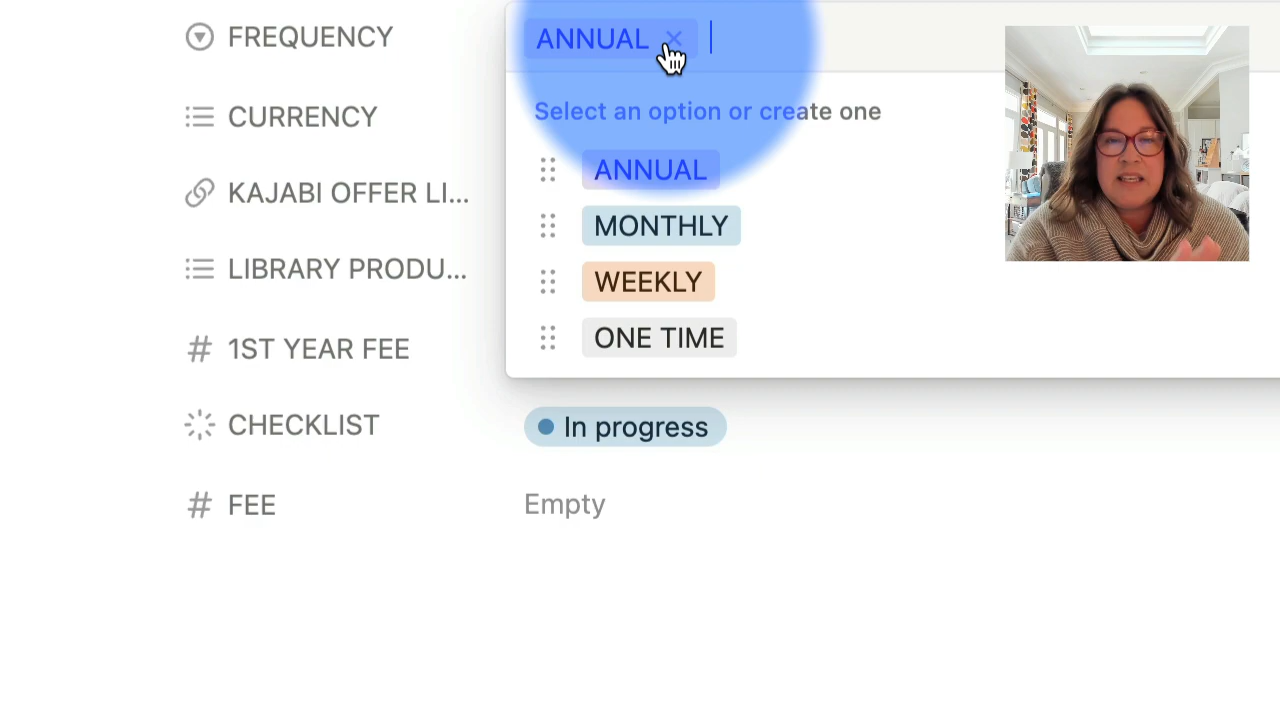 FREQUENCY
ANNUAL
CURRENCY
Select an option or create one
ANNUAL
KAJABI OFFER LI...
MONTHLY
LIBRARY PRODU...
WEEKLY
1ST YEAR FEE
ONE TIME
CHECKLIST
In progress
FEE
Empty